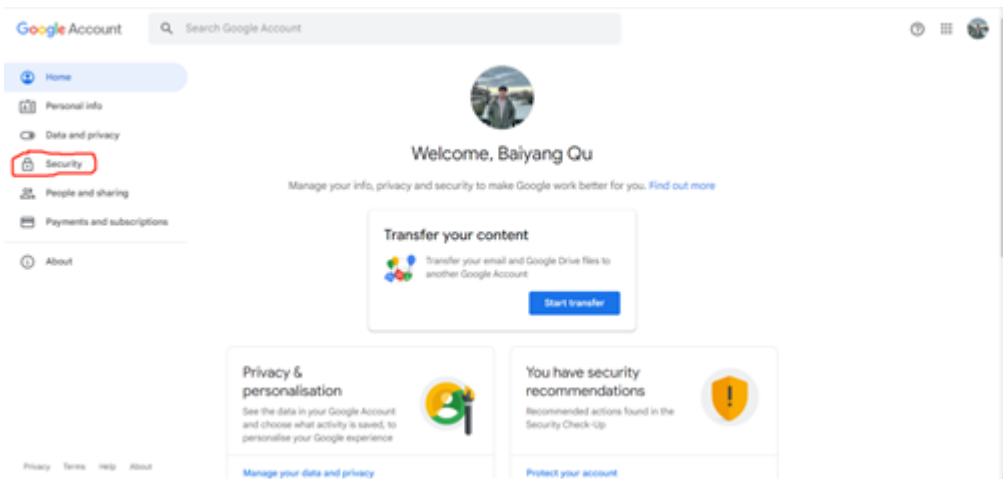 Google Account
Search Google Account
Home
Personal info
Data and privacy
Security
People and sharing
Payments and subscriptions
About
Welcome, Baiyang Qu
Manage your info, privacy and security to make Google work better for you. Find out more
Transfer your content
Transfer your email and Google Drive files to
another Google Account
Start transfer
Privacy &
personalisation
See the data in your Google Account
and choose what activity is saved, to
personalise your Google experience
Manage your data and privacy
You have security
recommendations
Recommended actions found in the
Security Check-Up
Protect your account
Privacy Terms Help About